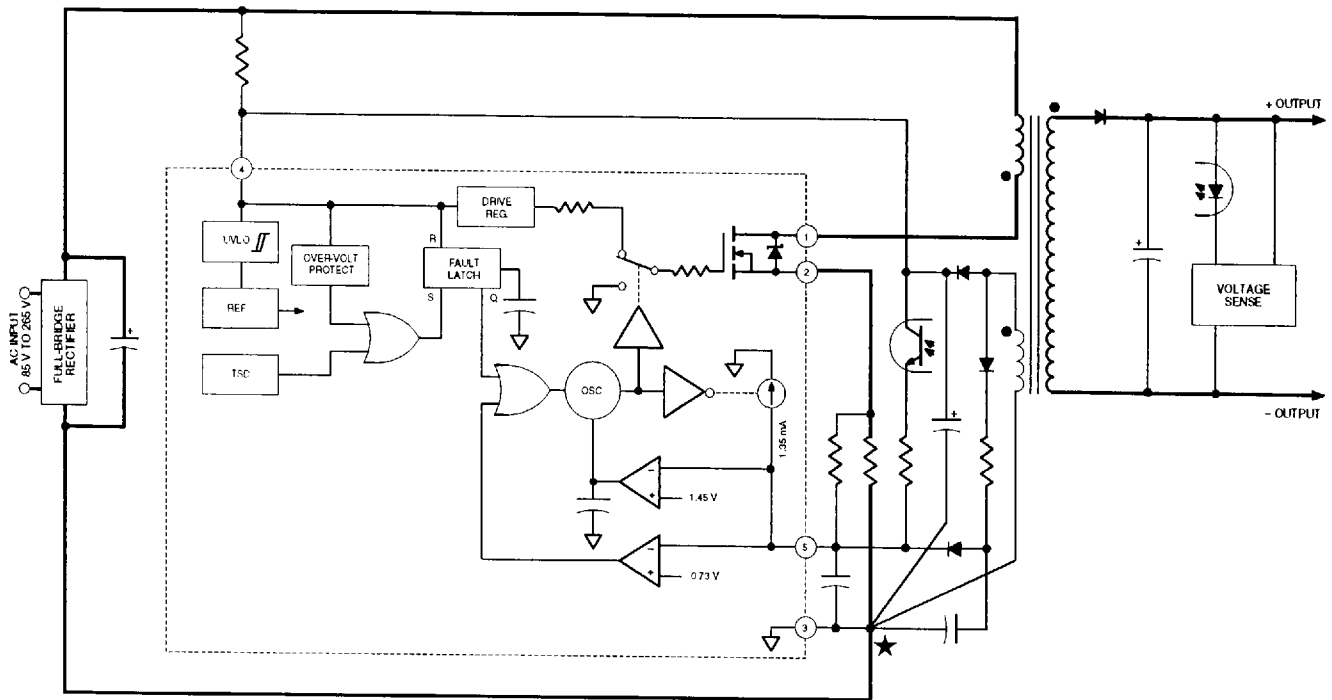 + OUTPUT
4
DRIVE
REG.
UVLO
OVER-VOLT
PROTECT
R
FAULT
LATCH
S
Q
1
2
REF
TSD
AC INPUT
85 V TO 265 V
FULL-BRIDGE
RECTIFIER
+
OSC
1.35 mA
+
+
VOLTAGE
SENSE
− OUTPUT
−
+
1.45 V
5
−
+
0.73 V
3